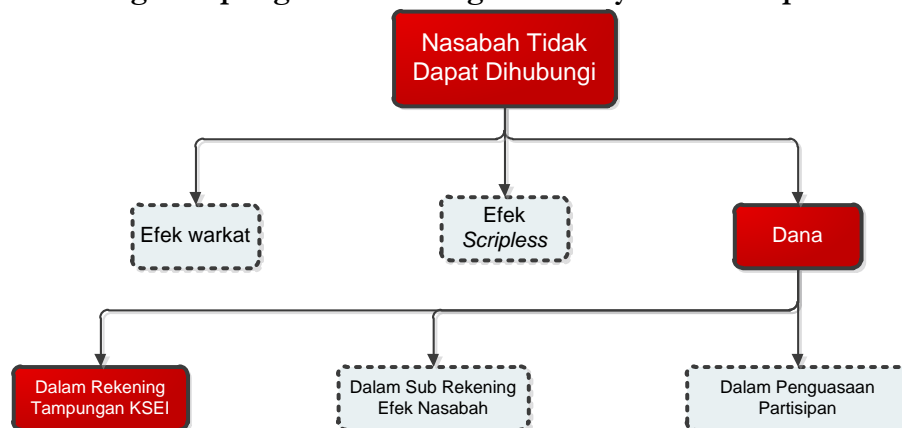 Nasabah Tidak
Dapat Dihubungi
Efek warkat
Efek
Scripless
Dana
Dalam Rekening
Tampungan KSEI
Dalam Sub Rekening
Efek Nasabah
Dalam Penguasaan
Partisipan